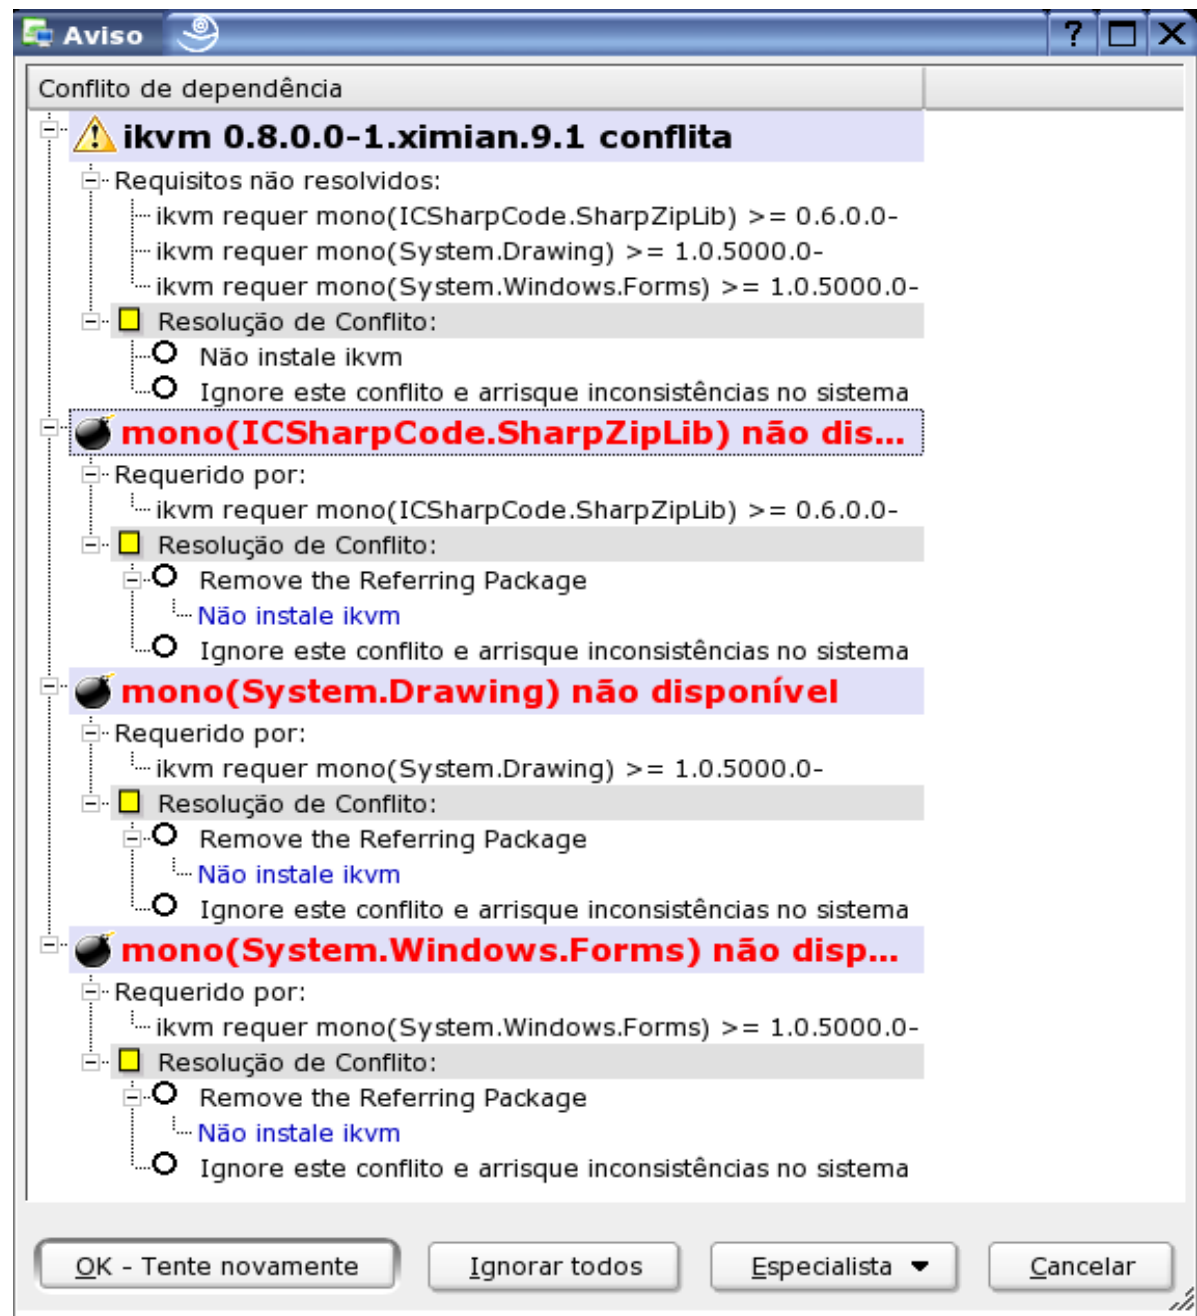 Aviso
?
Conflito de dependência
ikvm 0.8.0.0-1.ximian.9.1 conflita
Requisitos não resolvidos:
ikvm requer mono(ICSharpCode.SharpZipLib) >= 0.6.0.0-
ikvm requer mono(System.Drawing) >= 1.0.5000.0-
ikvm requer mono(System.Windows.Forms) >= 1.0.5000.0-
Resolução de Conflito:
Não instale ikvm
Ignore este conflito e arrisque inconsistências no sistema
mono(ICSharpCode.SharpZipLib) não dis...
Requerido por:
ikvm requer mono(ICSharpCode.SharpZipLib) >= 0.6.0.0-
Resolução de Conflito:
Remove the Referring Package
Não instale ikvm
Ignore este conflito e arrisque inconsistências no sistema
mono(System.Drawing) não disponível
Requerido por:
ikvm requer mono(System.Drawing) >= 1.0.5000.0-
Resolução de Conflito:
Remove the Referring Package
Não instale ikvm
Ignore este conflito e arrisque inconsistências no sistema
mono(System.Windows.Forms) não disp...
Requerido por:
ikvm requer mono(System.Windows.Forms) >= 1.0.5000.0-
Resolução de Conflito:
Remove the Referring Package
Não instale ikvm
Ignore este conflito e arrisque inconsistências no sistema
OK - Tente novamente
Ignorar todos
Especialista
Cancelar